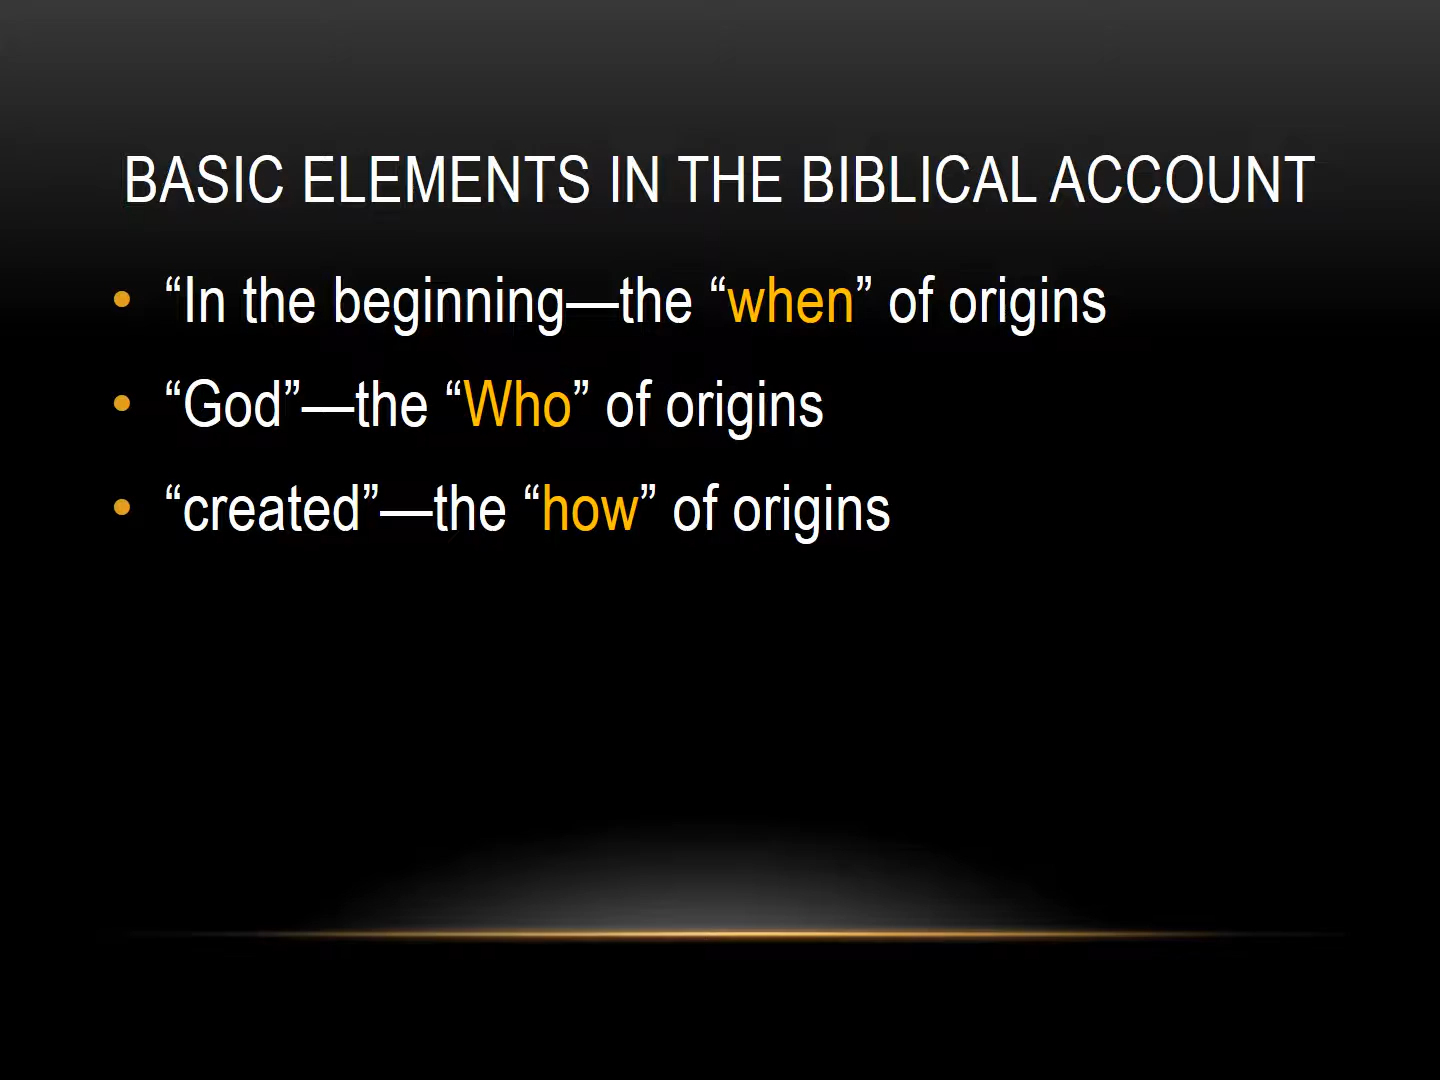 BASIC ELEMENTS IN THE BIBLICAL ACCOUNT
• “In the beginning—the “when” of origins
• “God”—the “Who” of origins
• “created”—the “how” of origins